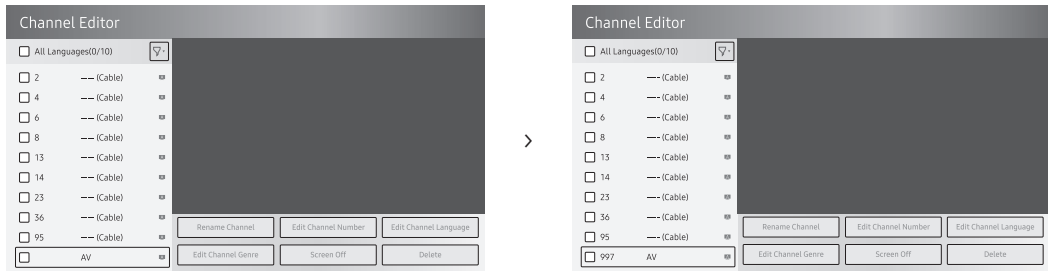 Channel Editor
All Languages(0/10)
2 –– (Cable)
4 –– (Cable)
6 –– (Cable)
8 –– (Cable)
13 –– (Cable)
14 –– (Cable)
23 –– (Cable)
36 –– (Cable)
95 –– (Cable)
AV
Rename Channel Edit Channel Number Edit Channel Language
Edit Channel Genre Screen Off Delete
>
Channel Editor
All Languages(0/10)
2 –– (Cable)
4 –– (Cable)
6 –– (Cable)
8 –– (Cable)
13 –– (Cable)
14 –– (Cable)
23 –– (Cable)
36 –– (Cable)
95 –– (Cable)
997 AV
Rename Channel Edit Channel Number Edit Channel Language
Edit Channel Genre Screen Off Delete